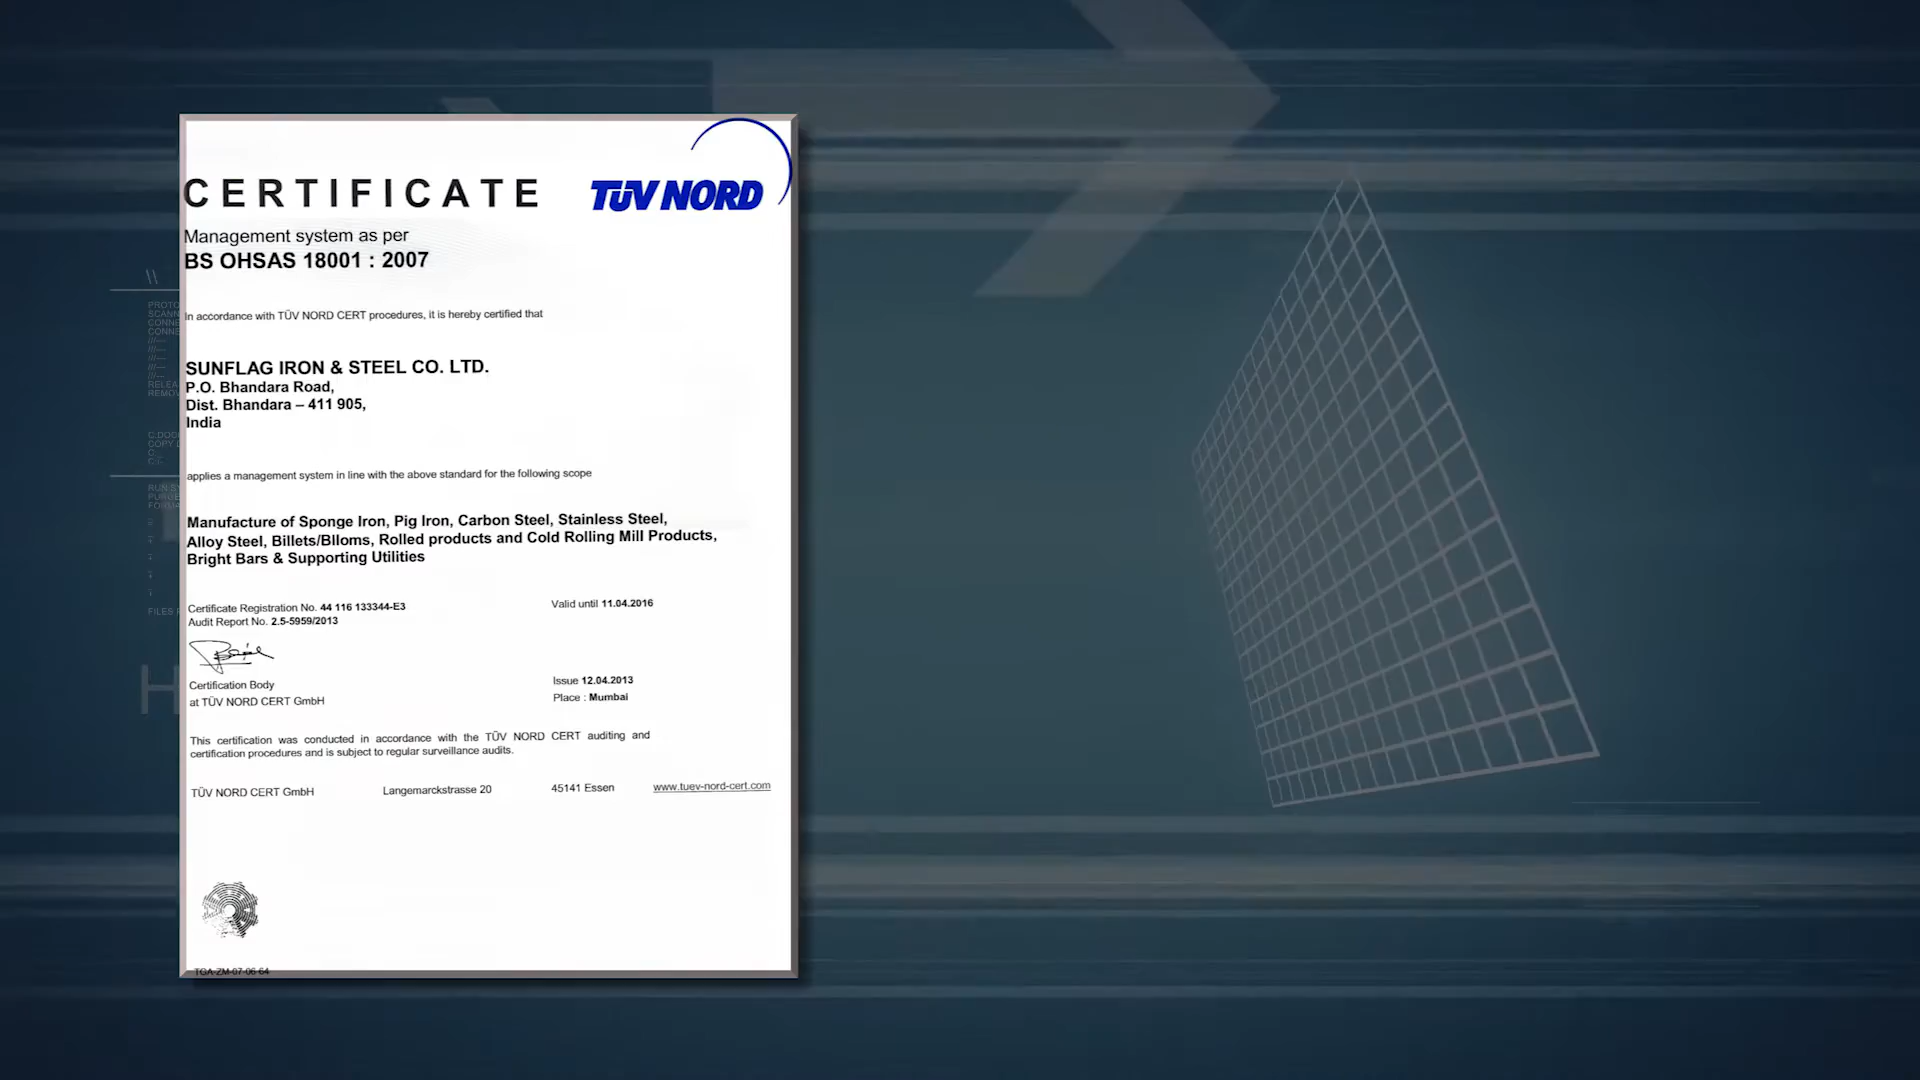 CERTIFICATE
TÜV NORD
Management system as per
BS OHSAS 18001 : 2007
In accordance with TÜV NORD CERT procedures, it is hereby certified that
SUNFLAG IRON & STEEL CO. LTD.
P.O. Bhandara Road,
Dist. Bhandara – 411 905,
India
applies a management system in line with the above standard for the following scope
Manufacture of Sponge Iron, Pig Iron, Carbon Steel, Stainless Steel,
Alloy Steel, Billets/Blloms, Rolled products and Cold Rolling Mill Products,
Bright Bars & Supporting Utilities
Certificate Registration No. 44 116 133344-E3
Valid until 11.04.2016
Audit Report No. 2.5-5959/2013
Certification Body
Issue 12.04.2013
at TÜV NORD CERT GmbH
Place : Mumbai
This certification was conducted in accordance with the TÜV NORD CERT auditing and
certification procedures and is subject to regular surveillance audits.
TÜV NORD CERT GmbH Langemarckstrasse 20 45141 Essen www.tuev-nord-cert.com
TGA-ZM-07-06-64